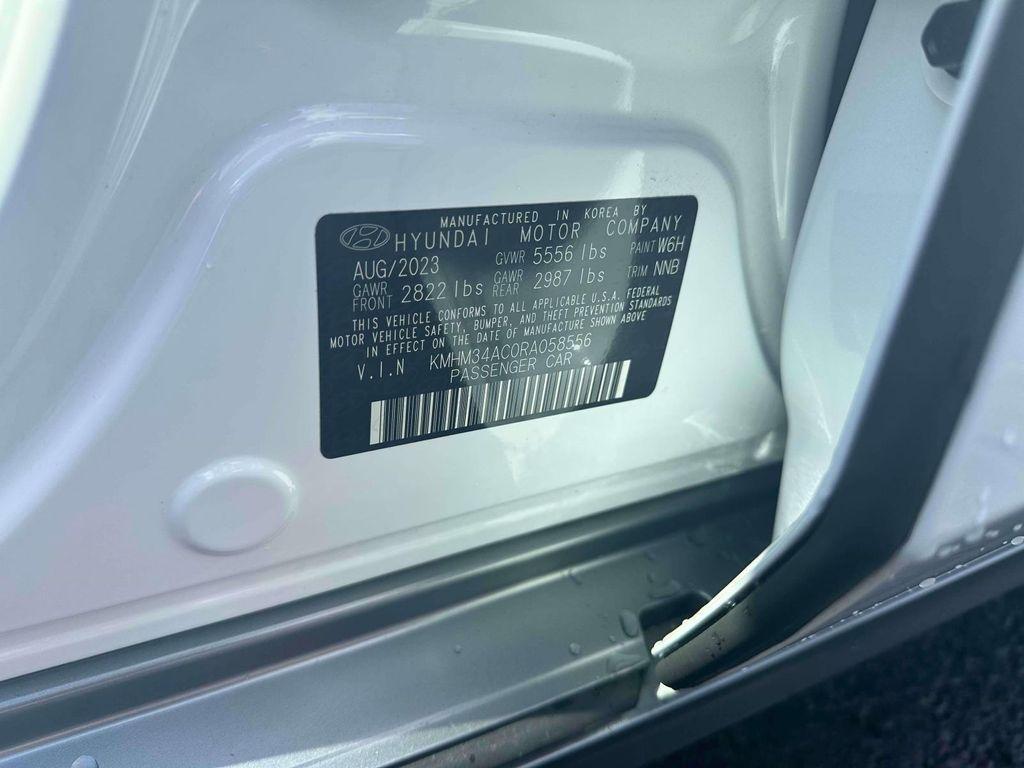 MANUFACTURED IN KOREA BY
HYUNDAI MOTOR COMPANY
AUG/2023 GVWR 5556 lbs PAINT W6H
GAWR FRONT 2822 lbs GAWR REAR 2987 lbs TRIM NNB
THIS VEHICLE CONFORMS TO ALL APPLICABLE U.S.A. FEDERAL
MOTOR VEHICLE SAFETY, BUMPER, AND THEFT PREVENTION STANDARDS
IN EFFECT ON THE DATE OF MANUFACTURE SHOWN ABOVE
V.I.N KMHM34AC0RA058556
PASSENGER CAR